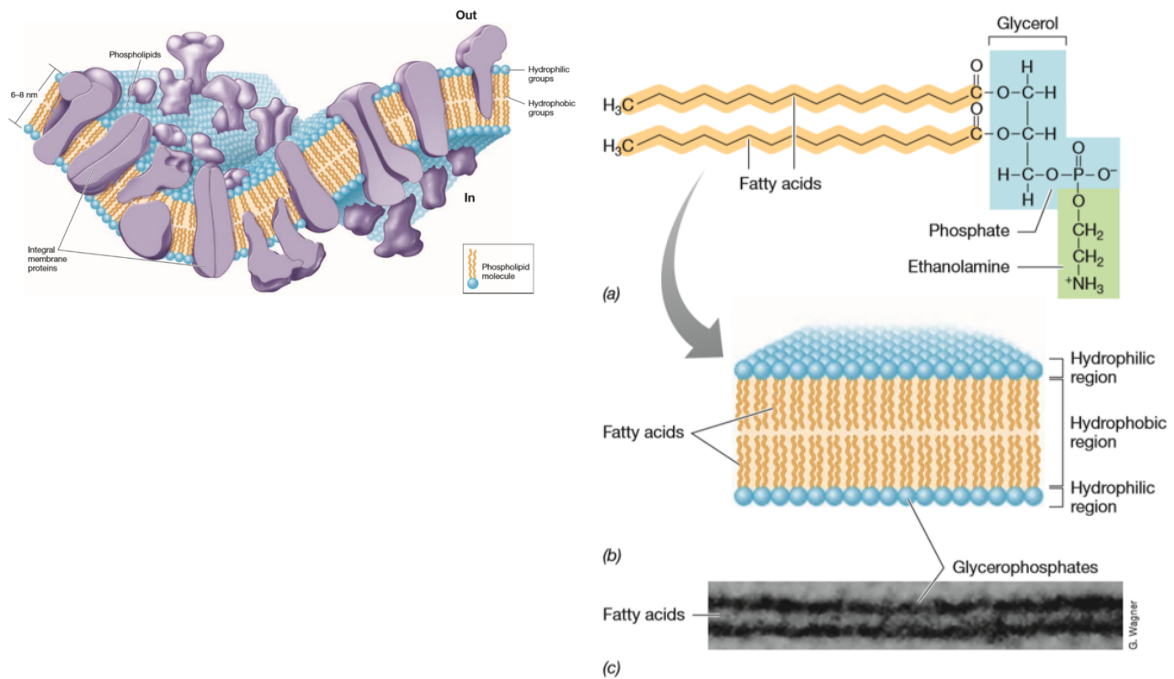 Out
Phospholipids
6–8 nm
Hydrophilic
groups
Hydrophobic
groups
In
Integral
membrane
proteins
Phospholipid
molecule
Glycerol
O
H
H₃C
C
O
C
H
O
H₃C
C
O
C
H
Fatty acids
H
C
O
P
O⁻
O
H
O
Phosphate
CH₂
Ethanolamine
CH₂
⁺NH₃
(a)
Hydrophilic
region
Fatty acids
Hydrophobic
region
Hydrophilic
region
(b)
Glycerophosphates
Fatty acids
G. Wagner
(c)